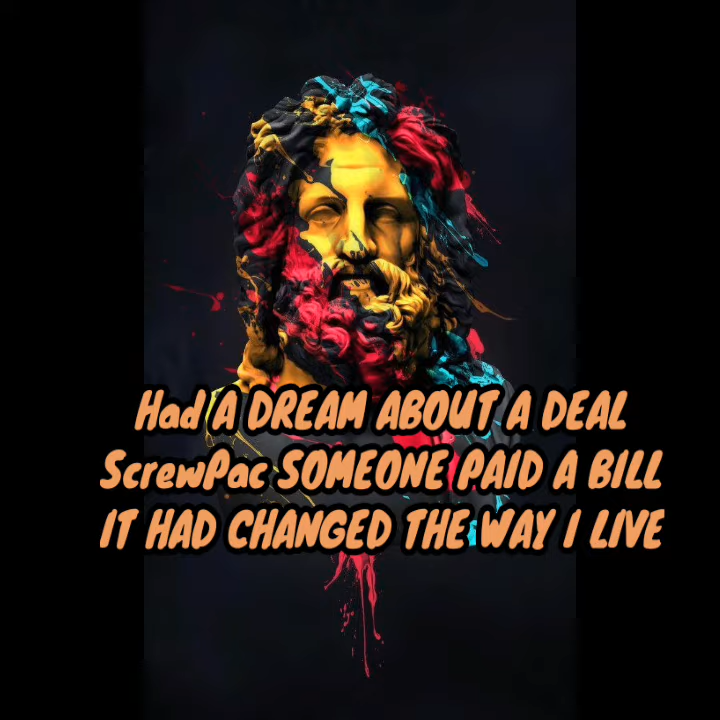 Had A DREAM ABOUT A DEAL
ScrewPac SOMEONE PAID A BILL
IT HAD CHANGED THE WAY I LIVE